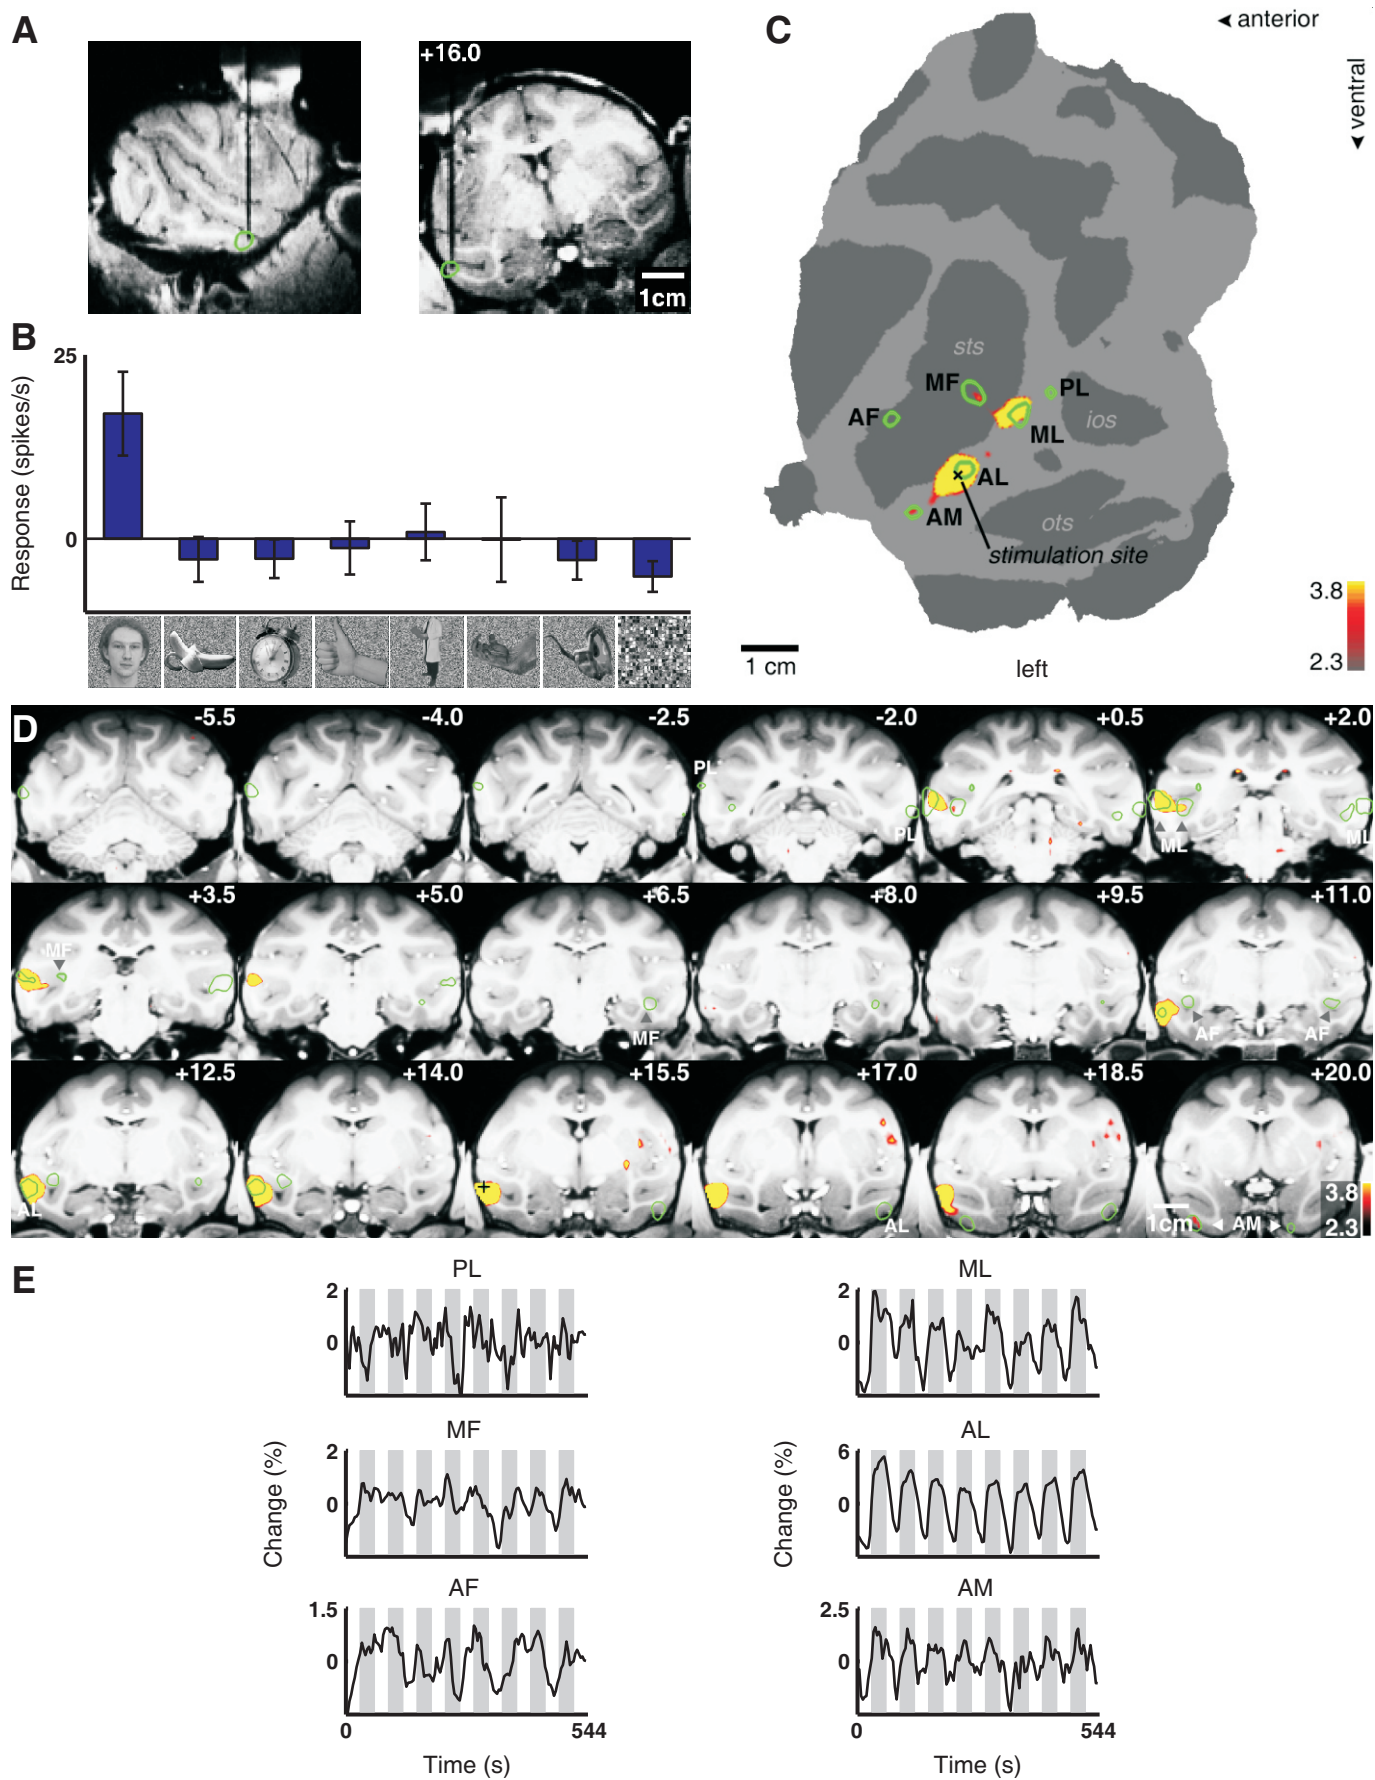 A
+16.0
1cm
B
25
0
Response (spikes/s)
C
anterior
ventral
sts
MF
PL
AF
ML
ios
AL
AM
ots
stimulation site
3.8
2.3
1 cm
left
D
-5.5
-4.0
-2.5
-2.0
+0.5
+2.0
PL
PL
ML
ML
+3.5
+5.0
+6.5
+8.0
+9.5
+11.0
MF
MF
AF
AF
+12.5
+14.0
+15.5
+17.0
+18.5
+20.0
AL
AL
1cm
AM
3.8
2.3
E
PL
2
0
ML
2
0
MF
2
0
Change (%)
AL
6
0
Change (%)
AF
1.5
0
0
544
Time (s)
AM
2.5
0
0
544
Time (s)